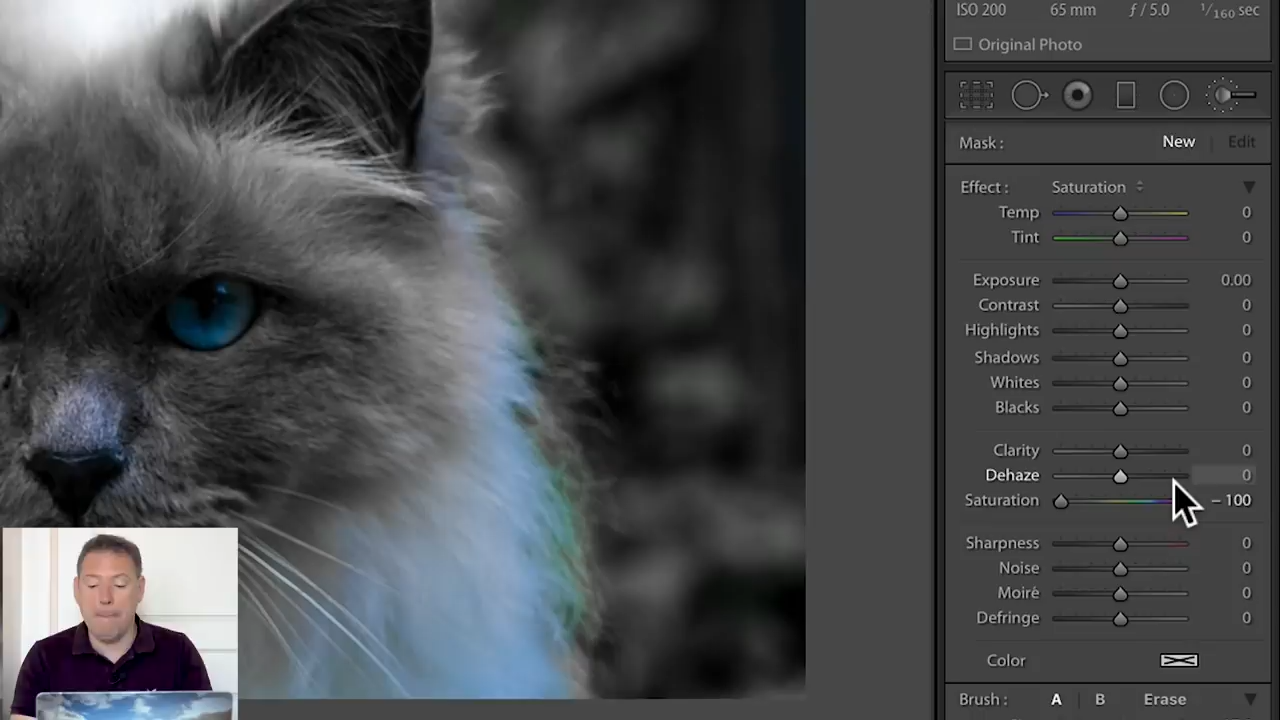 ISO 200 65 mm ƒ / 5.0 1/160 sec
Original Photo
Mask : New Edit
Effect : Saturation
Temp 0
Tint 0
Exposure 0.00
Contrast 0
Highlights 0
Shadows 0
Whites 0
Blacks 0
Clarity 0
Dehaze 0
Saturation – 100
Sharpness 0
Noise 0
Moiré 0
Defringe 0
Color
Brush : A B Erase